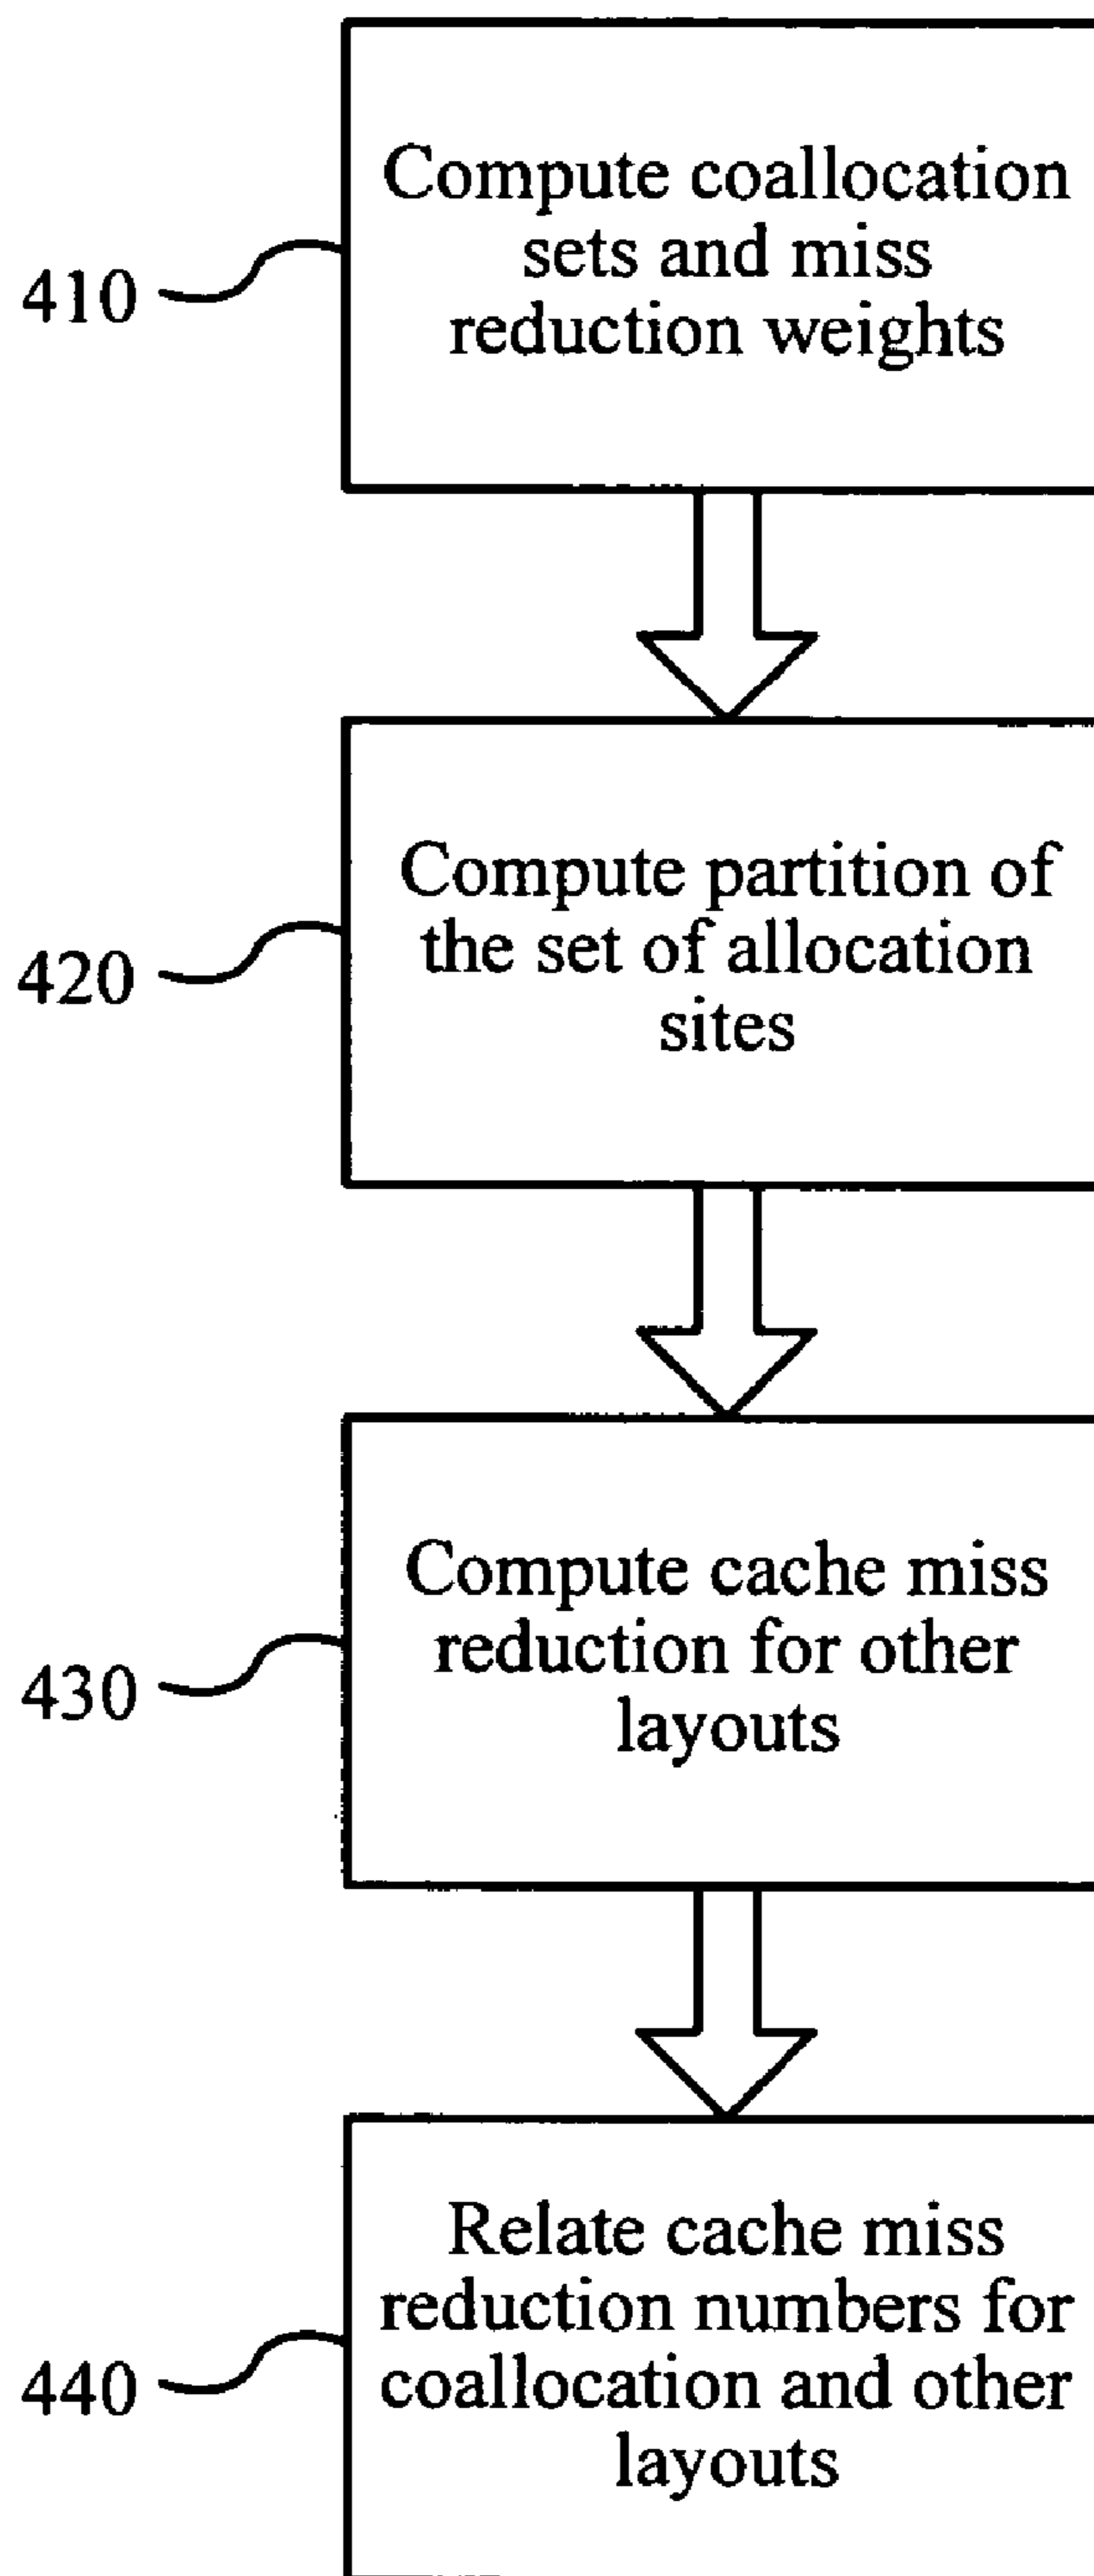 Compute coallocation
sets and miss
reduction weights
410
Compute partition of
the set of allocation
sites
420
Compute cache miss
reduction for other
layouts
430
Relate cache miss
reduction numbers for
coallocation and other
layouts
440